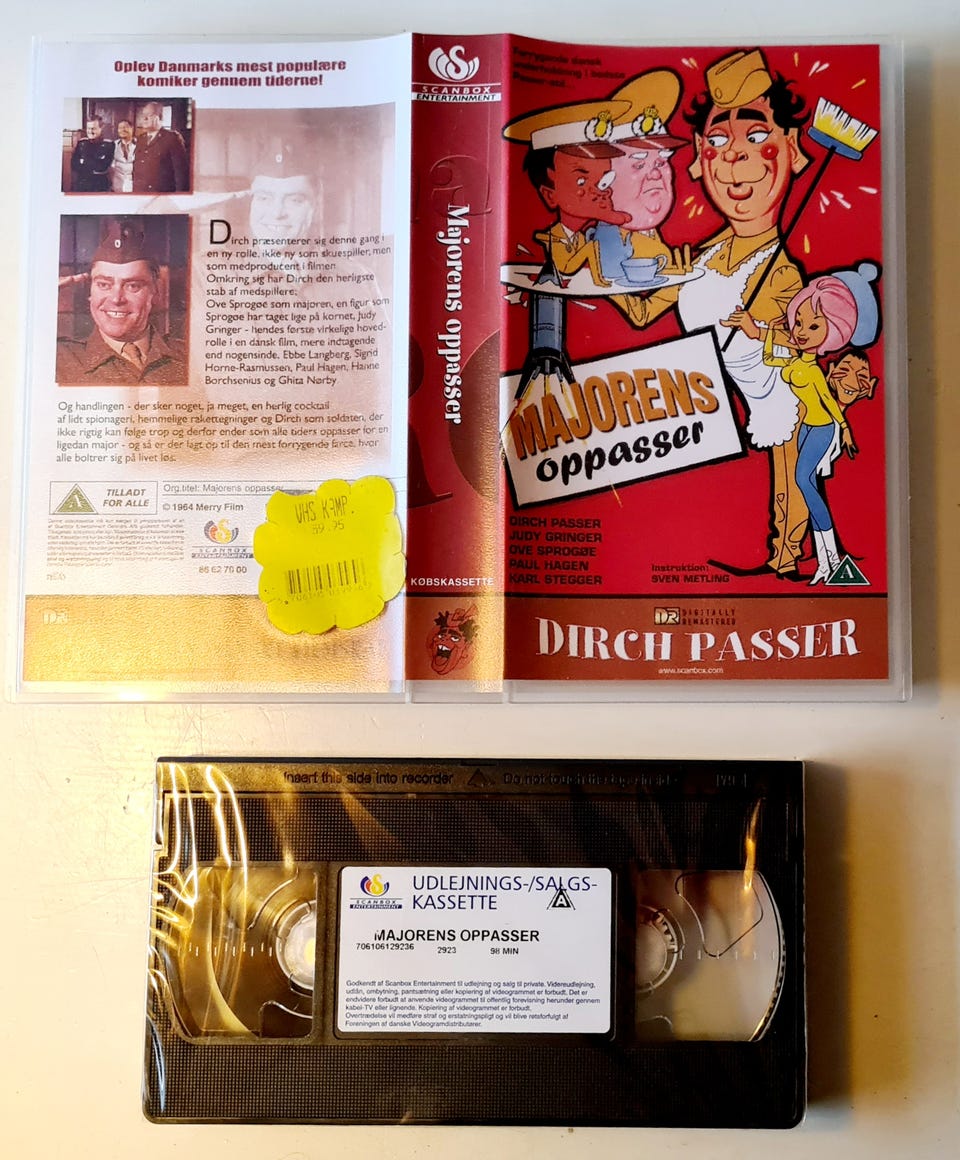 Oplev Danmarks mest populære
komiker gennem tiderne!
Dirch præsenterer sig denne gang i
en ny rolle, ikke ny som skuespiller, men
som medproducent i filmen.
Omkring sig har Dirch den herligste
stab af medspillere:
Ove Sprogøe som majoren, en figur som
Sprogøe har taget lige på kornet, Judy
Gringer - hendes første virkelige hoved-
rolle i en dansk film, mere indtagende
end nogensinde. Ebbe Langberg, Sigrid
Horne-Rasmussen, Paul Hagen, Hanne
Borchsenius og Ghita Nørby
Og handlingen - der sker noget, ja meget, en herlig cocktail
af lidt spionageri, hemmelige rakettegninger og Dirch som soldaten, der
ikke rigtig kan følge trop og derfor ender som alle tiders oppasser for en
ligedan major - og så er der lagt op til den mest forrygende farce, hvor
alle boltrer sig på livet løs.
A
TILLADT
FOR ALLE
Org.titel: Majorens oppasser
© 1964 Merry Film
SCANBOX
ENTERTAINMENT
86 62 70 00
DR
VHS KAMP.
39.95
S
SCANBOX
ENTERTAINMENT
Majorens oppasser
KØBSKASSETTE
Forrygende dansk
underholdning i bedste
Passer-stil...
MAJORENS
oppasser
DIRCH PASSER
JUDY GRINGER
OVE SPROGØE
PAUL HAGEN
KARL STEGGER
Instruktion:
SVEN METLING
A
DR DIGITALLY
REMASTERED
DIRCH PASSER
www.scanbox.com
Insert this side into recorder Do not touch the tape inside
S
SCANBOX
ENTERTAINMENT
UDLEJNINGS-/SALGS-
KASSETTE
A
MAJORENS OPPASSER
706106129236 2923 98 MIN
Godkendt af Scanbox Entertainment til udlejning og salg til private. Videreudlejning,
udlån, ombytning, pantsætning eller kopiering af videogrammet er forbudt. Det er
endvidere forbudt at anvende videogrammet til offentlig forevisning herunder gennem
kabel-TV eller lignende. Kopiering af videogrammet er forbudt.
Overtrædelse vil medføre straf og erstatningspligt og vil blive retsforfulgt af
Foreningen af danske Videogramdistributører.